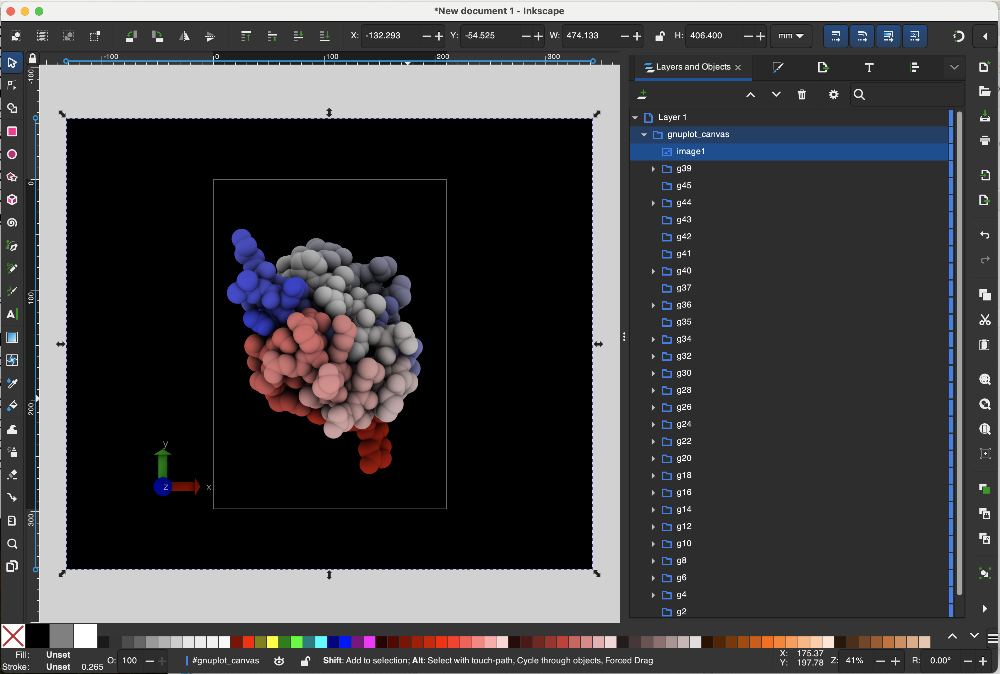 *New document 1 - Inkscape
X: -132.293 Y: -54.525 W: 474.133 H: 406.400 mm
-100 0 100 200 300
Layers and Objects
-100
0
100
200
300
Layer 1
gnuplot_canvas
image1
g39
g45
g44
g43
g42
g41
g40
g37
g36
g35
g34
g32
g30
g28
g26
g24
g22
g20
g18
g16
g14
g12
g10
g8
g6
g4
g2
y
z x
Fill: Unset
Stroke: Unset 0.265
O: 100
#gnuplot_canvas
Shift: Add to selection; Alt: Select with touch-path, Cycle through objects, Forced Drag
X: 175.37
Y: 197.78
Z: 41%
R: 0.00°